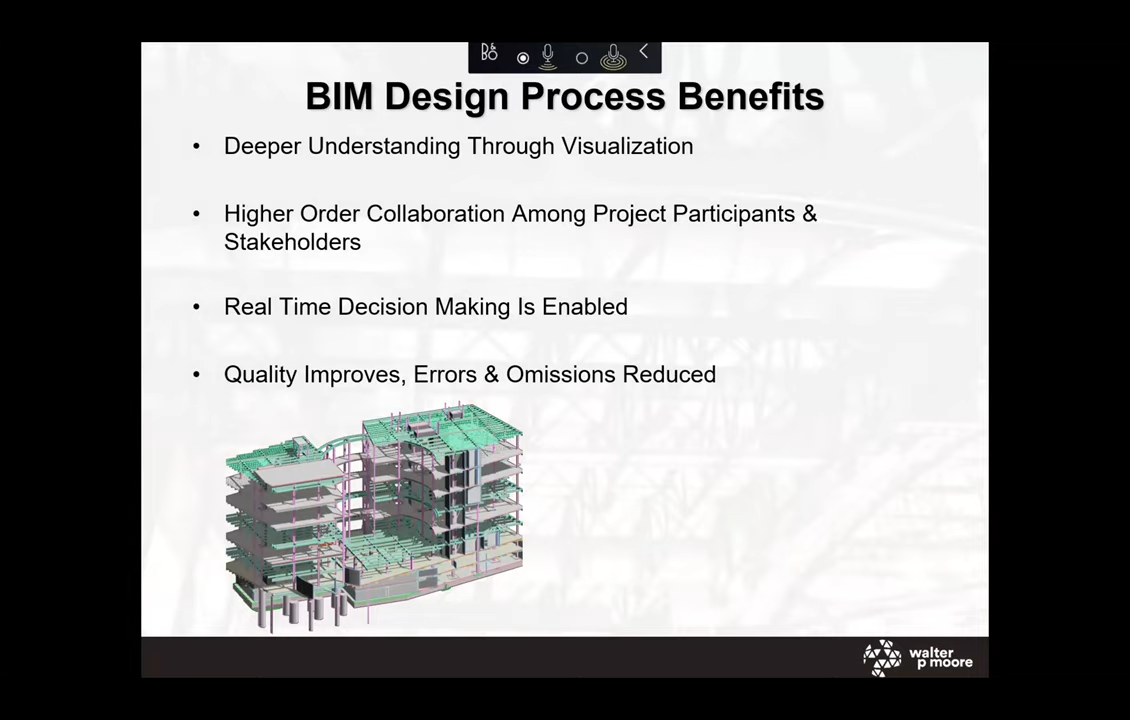 B&O
BIM Design Process Benefits
• Deeper Understanding Through Visualization
• Higher Order Collaboration Among Project Participants &
Stakeholders
• Real Time Decision Making Is Enabled
• Quality Improves, Errors & Omissions Reduced
walter
p moore